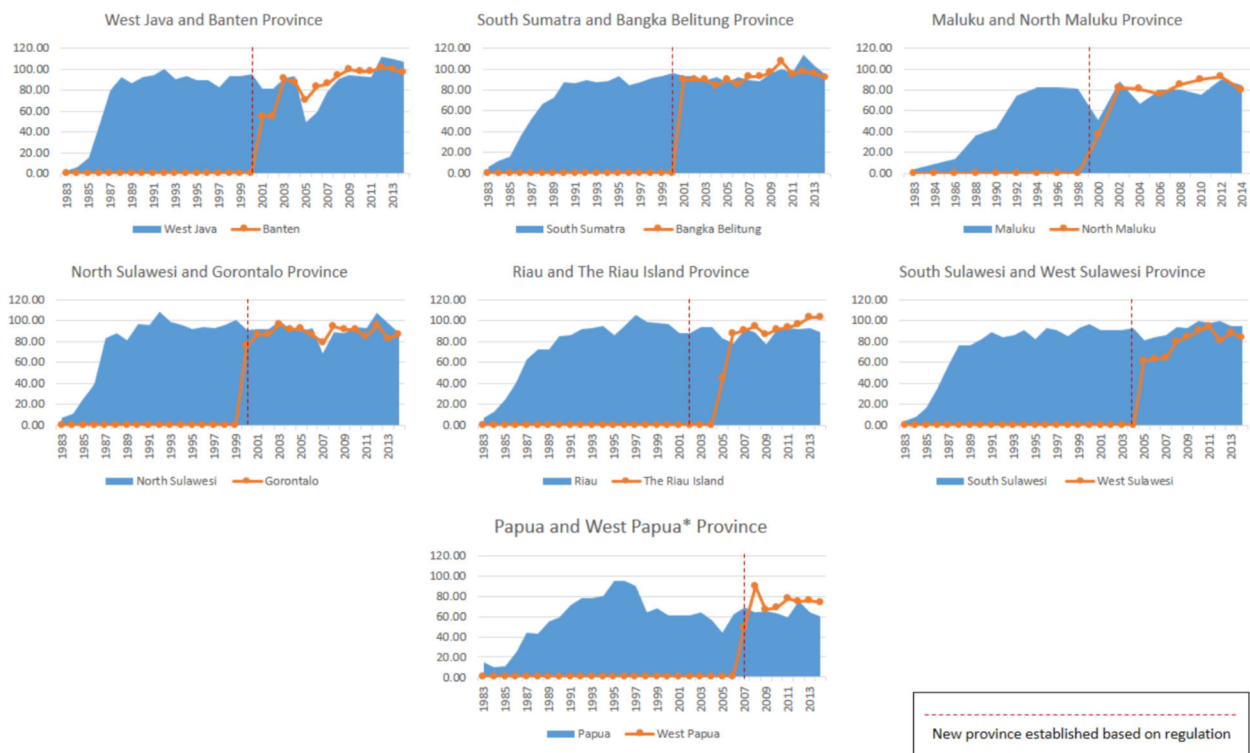 West Java and Banten Province
120.00
100.00
80.00
60.00
40.00
20.00
0.00
1983 1985 1987 1989 1991 1993 1995 1997 1999 2001 2003 2005 2007 2009 2011 2013
West Java Banten
South Sumatra and Bangka Belitung Province
120.00
100.00
80.00
60.00
40.00
20.00
0.00
1983 1985 1987 1989 1991 1993 1995 1997 1999 2001 2003 2005 2007 2009 2011 2013
South Sumatra Bangka Belitung
Maluku and North Maluku Province
120.00
100.00
80.00
60.00
40.00
20.00
0.00
1983 1984 1986 1988 1990 1992 1994 1996 1998 2000 2002 2004 2006 2008 2010 2012 2014
Maluku North Maluku
North Sulawesi and Gorontalo Province
120.00
100.00
80.00
60.00
40.00
20.00
0.00
1983 1985 1987 1989 1991 1993 1995 1997 1999 2001 2003 2005 2007 2009 2011 2013
North Sulawesi Gorontalo
Riau and The Riau Island Province
120.00
100.00
80.00
60.00
40.00
20.00
0.00
1983 1985 1987 1989 1991 1993 1995 1997 1999 2001 2003 2005 2007 2009 2011 2013
Riau The Riau Island
South Sulawesi and West Sulawesi Province
120.00
100.00
80.00
60.00
40.00
20.00
0.00
1983 1985 1987 1989 1991 1993 1995 1997 1999 2001 2003 2005 2007 2009 2011 2013
South Sulawesi West Sulawesi
Papua and West Papua* Province
120.00
100.00
80.00
60.00
40.00
20.00
0.00
1983 1985 1987 1989 1991 1993 1995 1997 1999 2001 2003 2005 2007 2009 2011 2013
Papua West Papua
New province established based on regulation